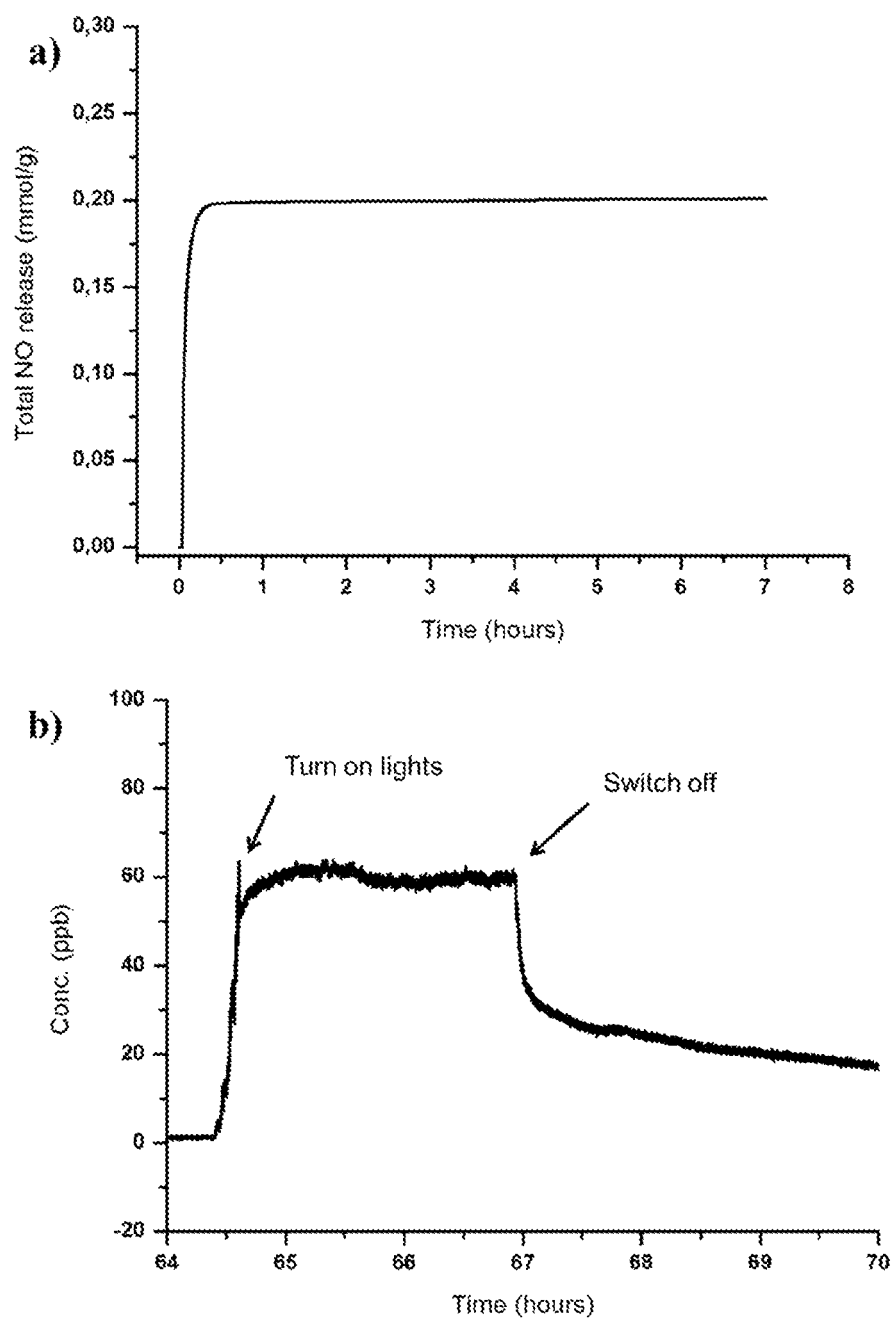 a)
0,30
0,25
0,20
0,15
0,10
0,05
0,00
Total NO release (mmol/g)
0 1 2 3 4 5 6 7 8
Time (hours)
b)
100
80
60
40
20
0
-20
Conc. (ppb)
Turn on lights
Switch off
64 65 66 67 68 69 70
Time (hours)